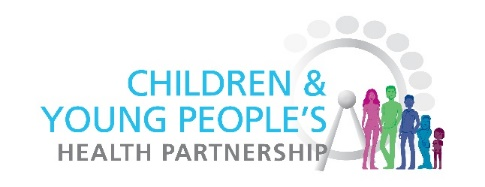 CHILDREN &
YOUNG PEOPLE'S
HEALTH PARTNERSHIP